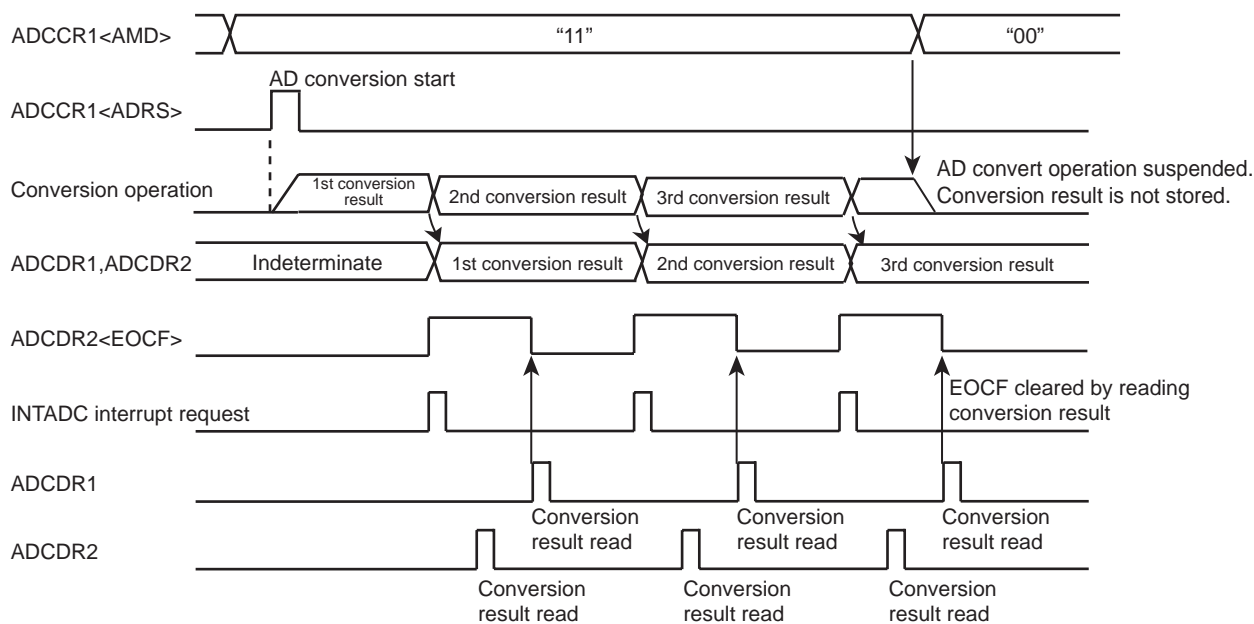 ADCCR1<AMD>
“11”
“00”
AD conversion start
ADCCR1<ADRS>
AD convert operation suspended.
Conversion result is not stored.
Conversion operation
1st conversion
result
2nd conversion result
3rd conversion result
ADCDR1,ADCDR2
Indeterminate
1st conversion result
2nd conversion result
3rd conversion result
ADCDR2<EOCF>
EOCF cleared by reading
conversion result
INTADC interrupt request
ADCDR1
Conversion
result read
Conversion
result read
Conversion
result read
ADCDR2
Conversion
result read
Conversion
result read
Conversion
result read